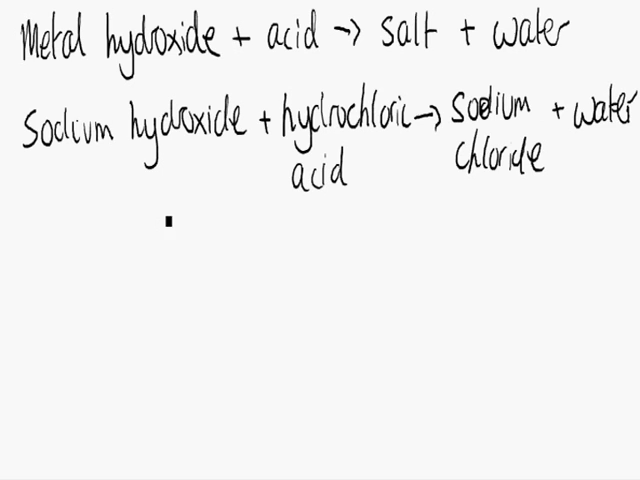 Metal hydroxide + acid → salt + water
Sodium hydroxide + hydrochloric acid → sodium chloride + water